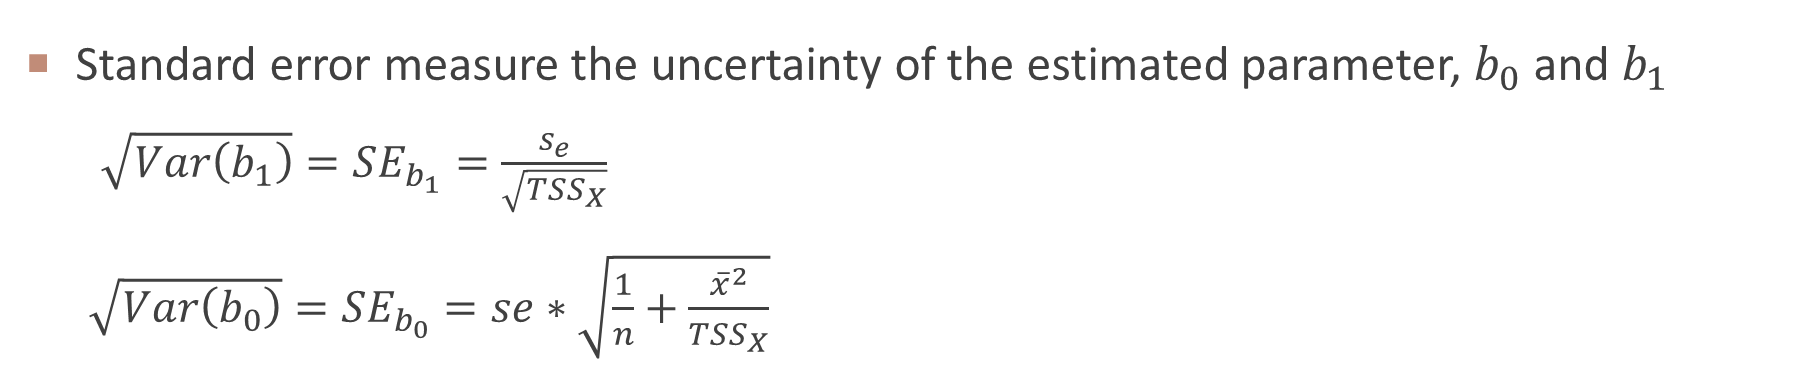 ▪ Standard error measure the uncertainty of the estimated parameter, b₀ and b₁
√Var(b₁) = SE_b₁ = s_e / √TSS_X
√Var(b₀) = SE_b₀ = se * √(1/n + x̄²/TSS_X)